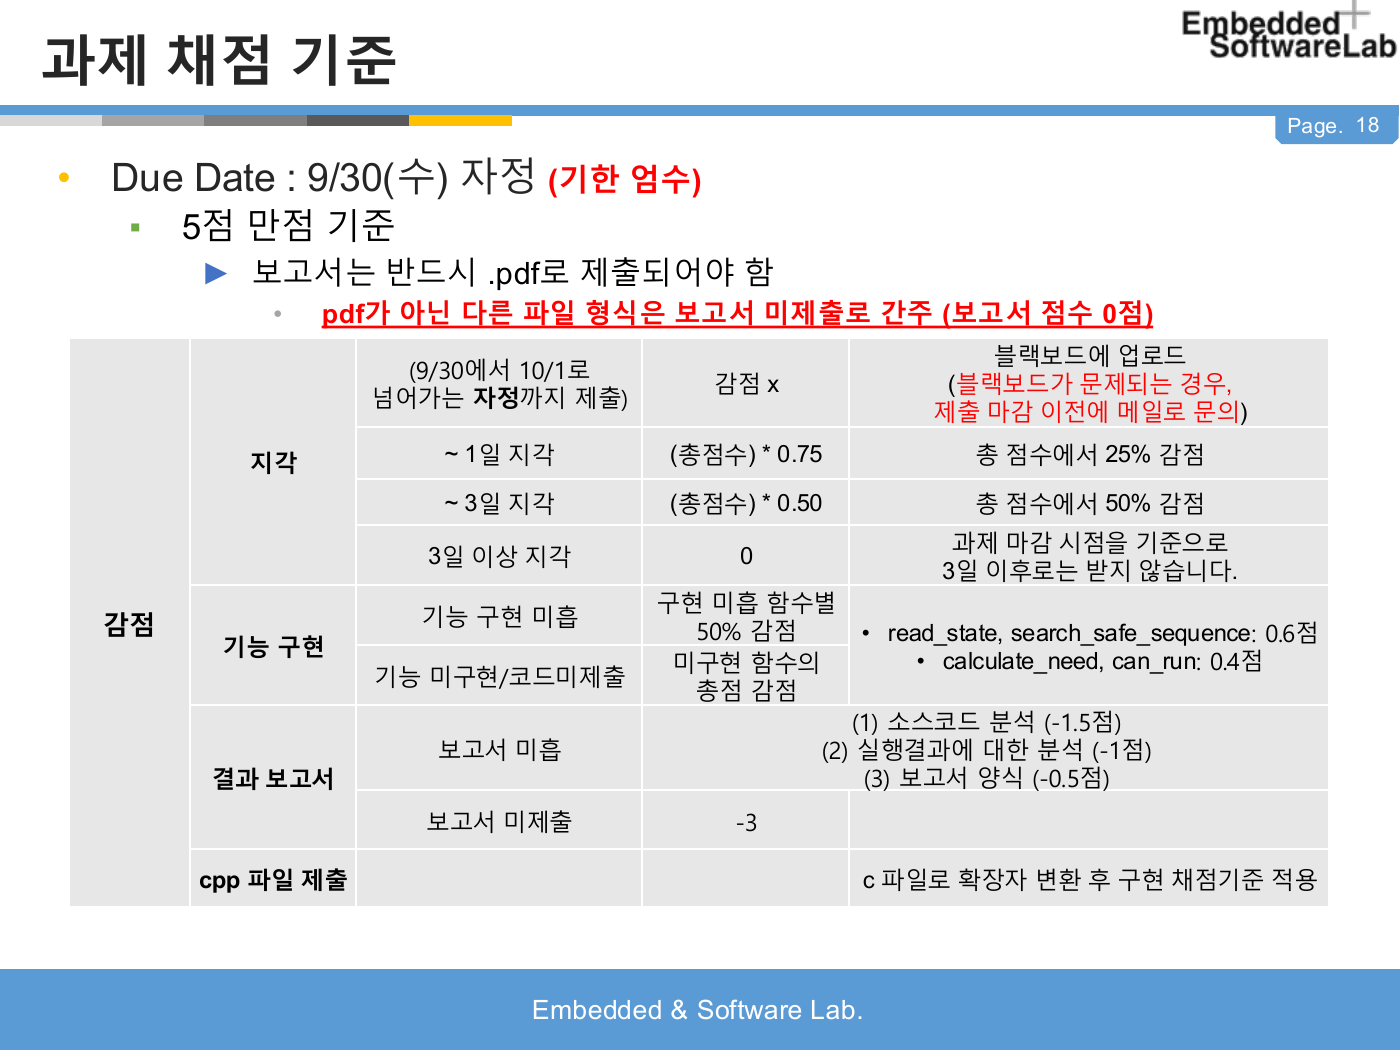 과제 채점 기준
Embedded
SoftwareLab
Page. 18
• Due Date : 9/30(수) 자정 (기한 엄수)
▪ 5점 만점 기준
▶ 보고서는 반드시 .pdf로 제출되어야 함
• pdf가 아닌 다른 파일 형식은 보고서 미제출로 간주 (보고서 점수 0점)
감점
지각
(9/30에서 10/1로
넘어가는 자정까지 제출)
감점 x
블랙보드에 업로드
(블랙보드가 문제되는 경우,
제출 마감 이전에 메일로 문의)
~ 1일 지각
(총점수) * 0.75
총 점수에서 25% 감점
~ 3일 지각
(총점수) * 0.50
총 점수에서 50% 감점
3일 이상 지각
0
과제 마감 시점을 기준으로
3일 이후로는 받지 않습니다.
기능 구현
기능 구현 미흡
구현 미흡 함수별
50% 감점
• read_state, search_safe_sequence: 0.6점
• calculate_need, can_run: 0.4점
기능 미구현/코드미제출
미구현 함수의
총점 감점
결과 보고서
보고서 미흡
(1) 소스코드 분석 (-1.5점)
(2) 실행결과에 대한 분석 (-1점)
(3) 보고서 양식 (-0.5점)
보고서 미제출
-3
cpp 파일 제출
c 파일로 확장자 변환 후 구현 채점기준 적용
Embedded & Software Lab.